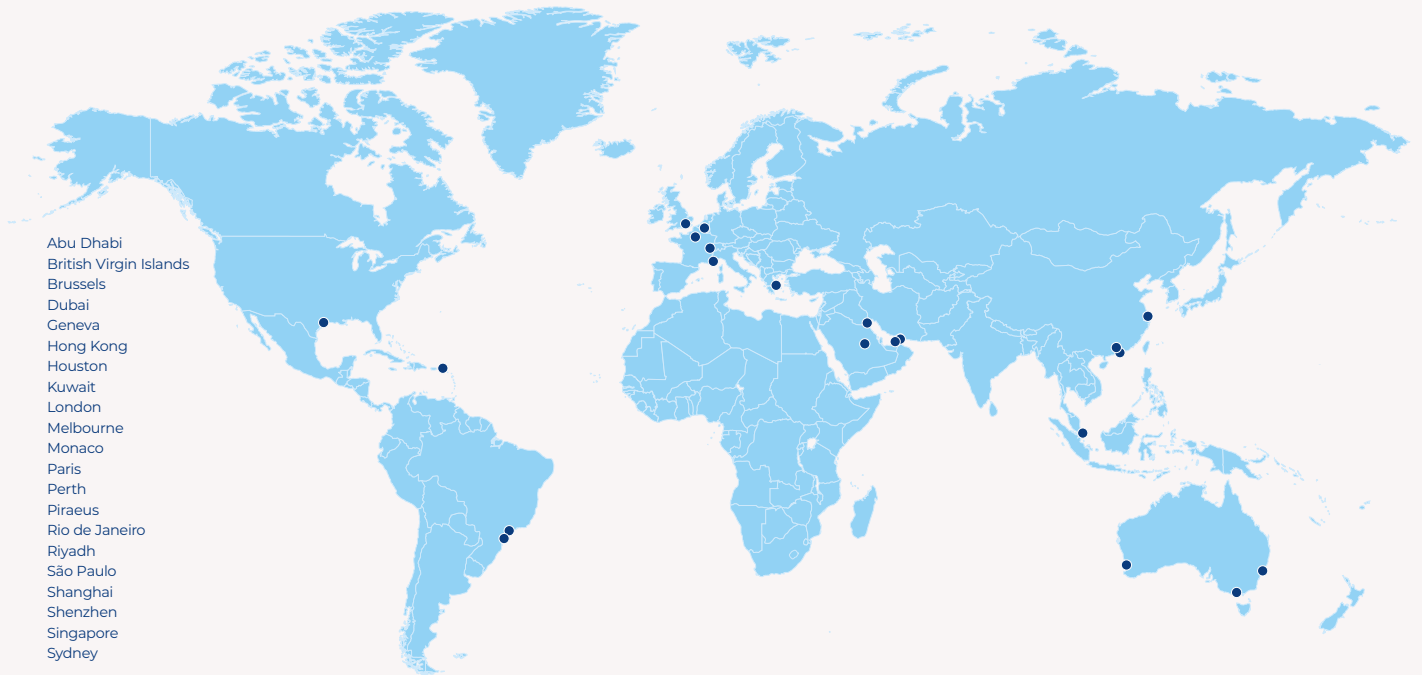 Abu Dhabi
British Virgin Islands
Brussels
Dubai
Geneva
Hong Kong
Houston
Kuwait
London
Melbourne
Monaco
Paris
Perth
Piraeus
Rio de Janeiro
Riyadh
São Paulo
Shanghai
Shenzhen
Singapore
Sydney